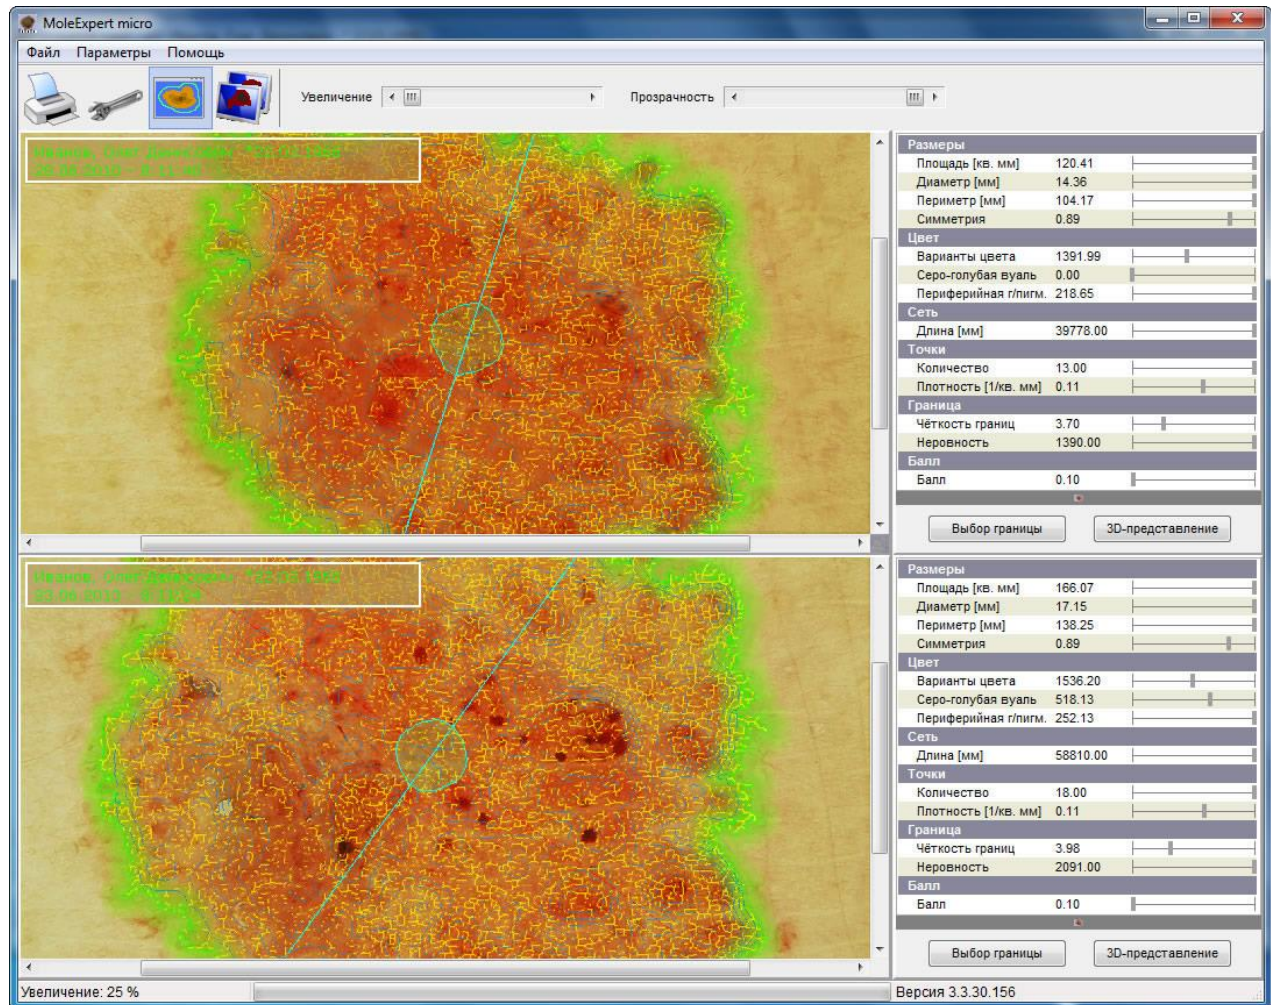 MoleExpert micro
Файл Параметры Помощь
Увеличение Прозрачность
Размеры
Площадь [кв. мм] 120.41
Диаметр [мм] 14.36
Периметр [мм] 104.17
Симметрия 0.89
Цвет
Варианты цвета 1391.99
Серо-голубая вуаль 0.00
Периферийная г/пигм. 218.65
Сеть
Длина [мм] 39778.00
Точки
Количество 13.00
Плотность [1/кв. мм] 0.11
Граница
Чёткость границ 3.70
Неровность 1390.00
Балл
Балл 0.10
Выбор границы 3D-представление
Иванов, Олег
Размеры
Площадь [кв. мм] 166.07
Диаметр [мм] 17.15
Периметр [мм] 138.25
Симметрия 0.89
Цвет
Варианты цвета 1536.20
Серо-голубая вуаль 518.13
Периферийная г/пигм. 252.13
Сеть
Длина [мм] 58810.00
Точки
Количество 18.00
Плотность [1/кв. мм] 0.11
Граница
Чёткость границ 3.98
Неровность 2091.00
Балл
Балл 0.10
Выбор границы 3D-представление
Увеличение: 25 % Версия 3.3.30.156